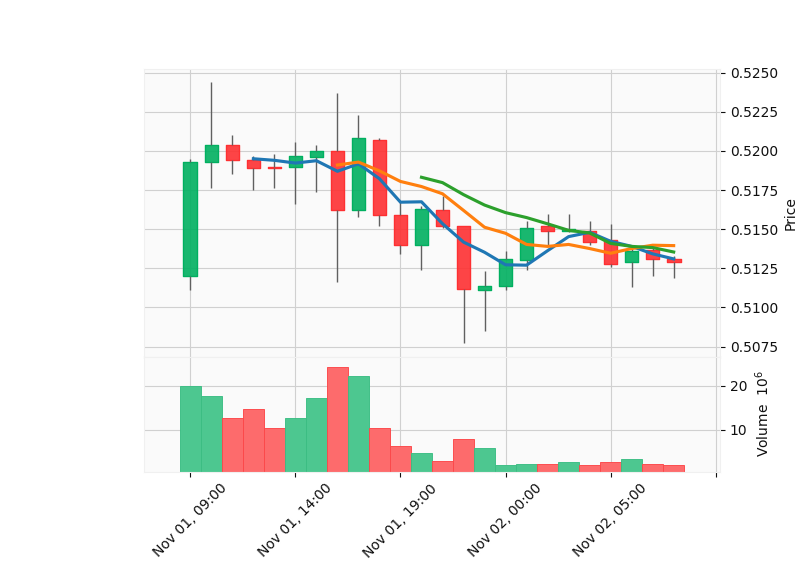 0.5250
0.5225
0.5200
0.5175
0.5150
0.5125
0.5100
0.5075
Price
20
10
Volume 10^6
Nov 01, 09:00
Nov 01, 14:00
Nov 01, 19:00
Nov 02, 00:00
Nov 02, 05:00